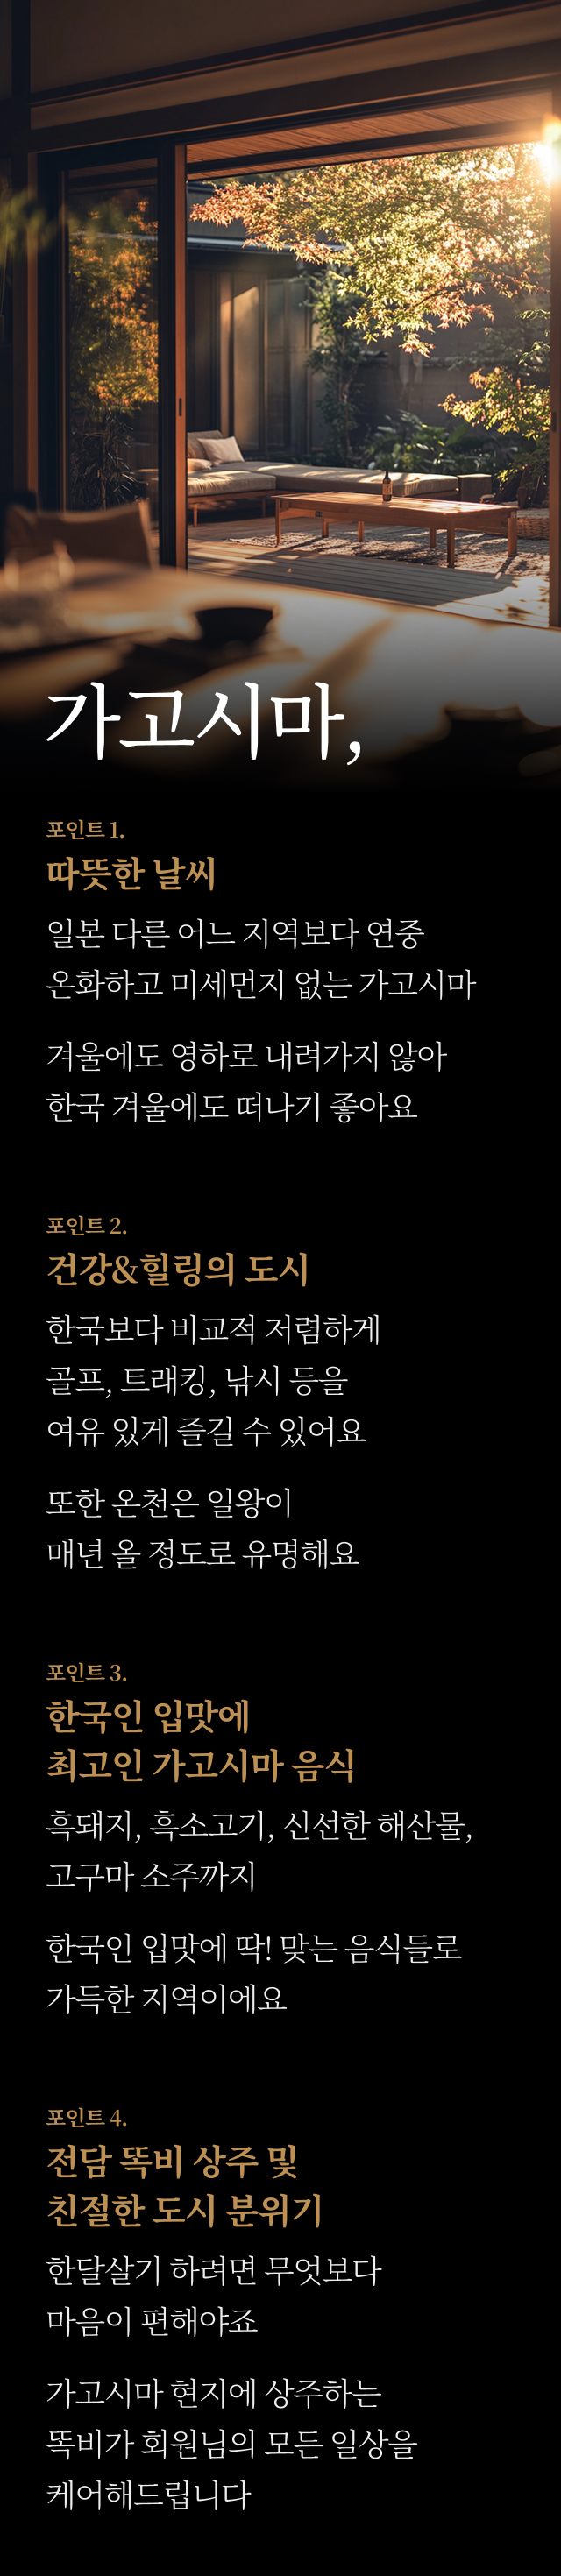 가고시마,
포인트 1.
따뜻한 날씨
일본 다른 어느 지역보다 연중
온화하고 미세먼지 없는 가고시마
겨울에도 영하로 내려가지 않아
한국 겨울에도 떠나기 좋아요
포인트 2.
건강&힐링의 도시
한국보다 비교적 저렴하게
골프, 트래킹, 낚시 등을
여유 있게 즐길 수 있어요
또한 온천은 일왕이
매년 올 정도로 유명해요
포인트 3.
한국인 입맛에
최고인 가고시마 음식
흑돼지, 흑소고기, 신선한 해산물,
고구마 소주까지
한국인 입맛에 딱! 맞는 음식들로
가득한 지역이에요
포인트 4.
전담 똑비 상주 및
친절한 도시 분위기
한달살기 하려면 무엇보다
마음이 편해야죠
가고시마 현지에 상주하는
똑비가 회원님의 모든 일상을
케어해드립니다